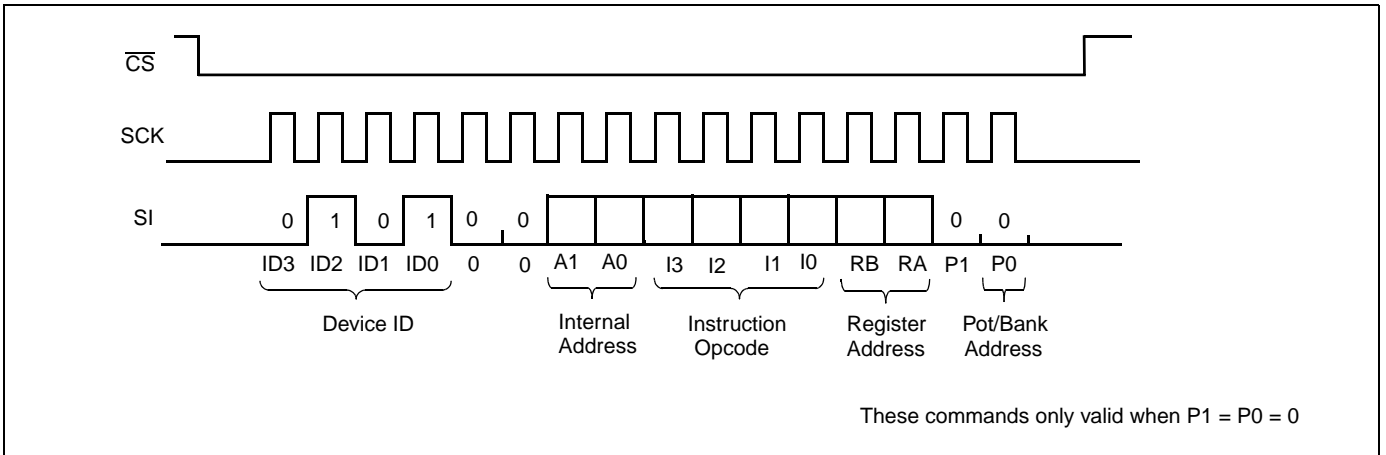 CS
SCK
SI
0 1 0 1 0 0 0 0
ID3 ID2 ID1 ID0 0 0 A1 A0 I3 I2 I1 I0 RB RA P1 P0
Device ID
Internal Address
Instruction Opcode
Register Address
Pot/Bank Address
These commands only valid when P1 = P0 = 0